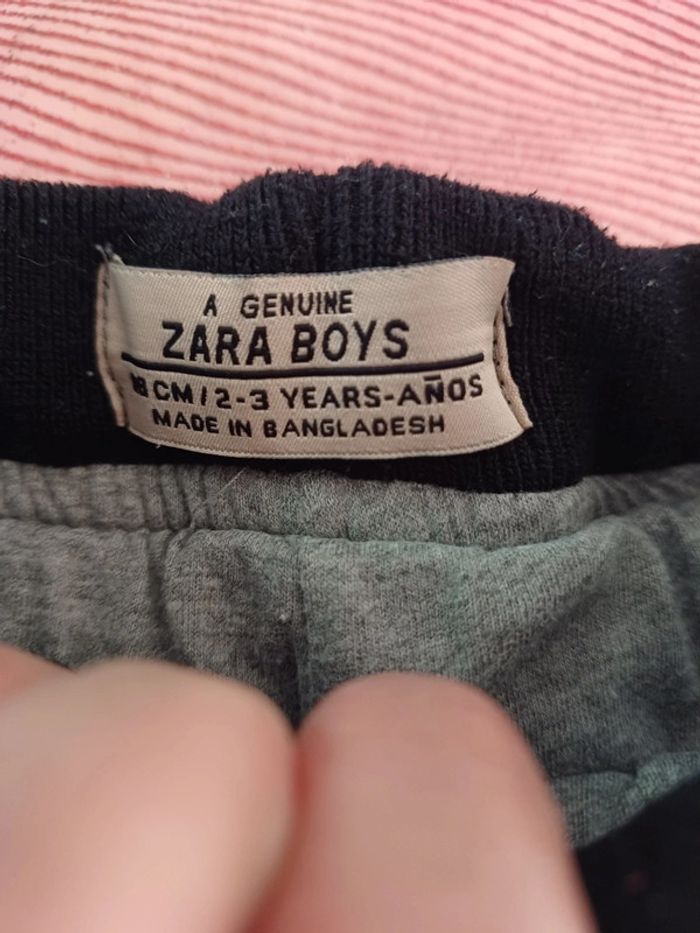 A GENUINE
ZARA BOYS
CM / 2-3 YEARS-AÑOS
MADE IN BANGLADESH